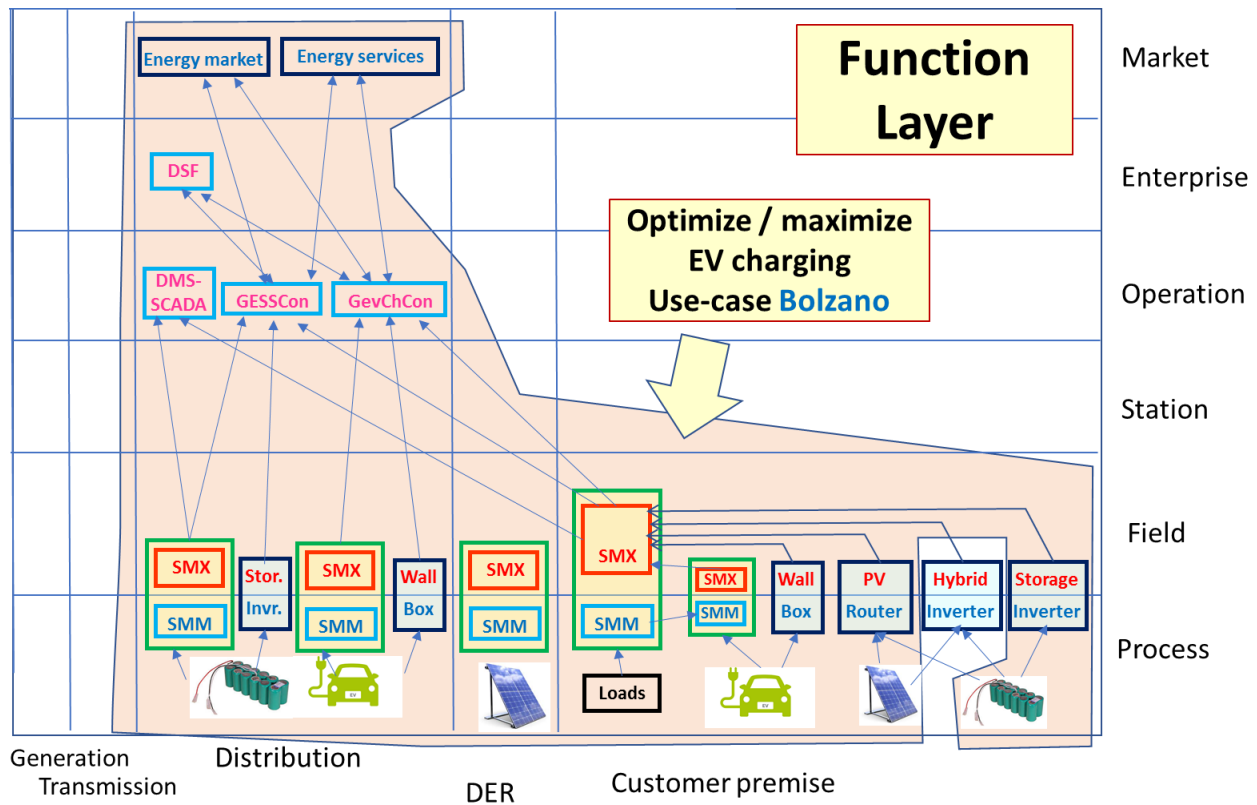 Energy market
Energy services
Function
Layer
Market
DSF
Enterprise
Optimize / maximize
EV charging
Use-case Bolzano
DMS-
SCADA
GESSCon
GevChCon
Operation
Station
SMX
SMM
Stor.
Invr.
SMX
SMM
Wall
Box
SMX
SMM
SMX
SMM
SMX
SMM
Wall
Box
PV
Router
Hybrid
Inverter
Storage
Inverter
Field
Process
EV
Loads
EV
Generation
Transmission
Distribution
DER
Customer premise